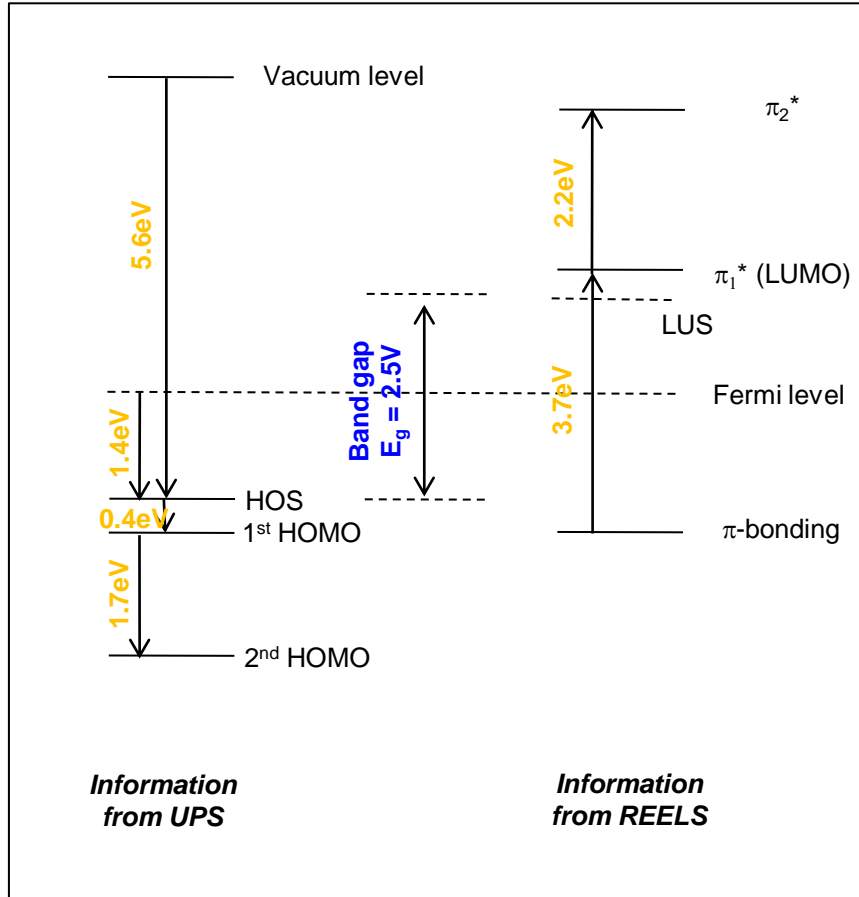 Vacuum level
π₂*
5.6eV
2.2eV
π₁* (LUMO)
LUS
Band gap
E_g = 2.5V
3.7eV
Fermi level
1.4eV
HOS
0.4eV
1st HOMO
π-bonding
1.7eV
2nd HOMO
Information
from UPS
Information
from REELS